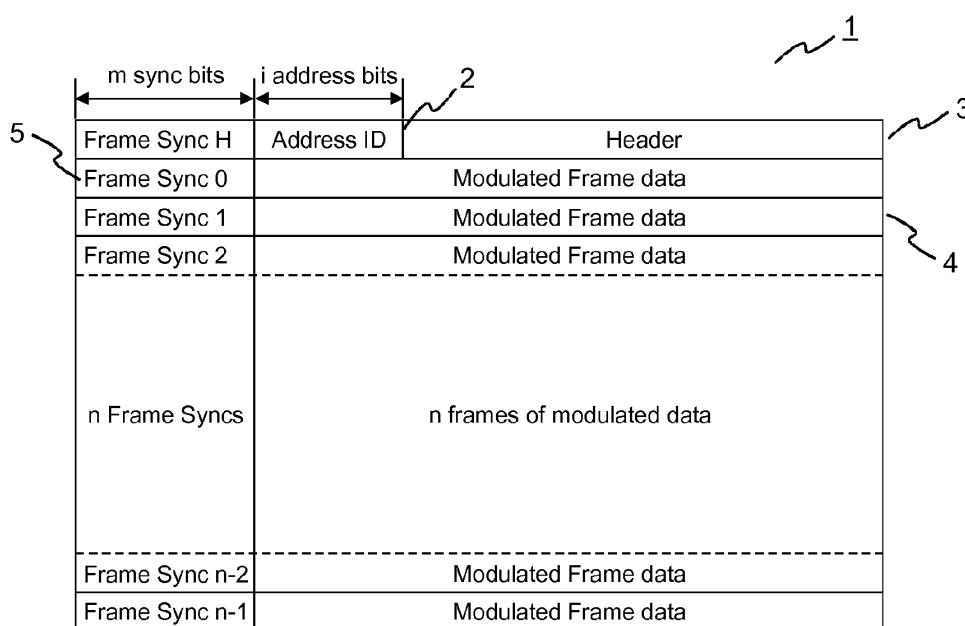 1
m sync bits i address bits 2
5 Frame Sync H Address ID Header 3
Frame Sync 0 Modulated Frame data
Frame Sync 1 Modulated Frame data
Frame Sync 2 Modulated Frame data 4
n Frame Syncs n frames of modulated data
Frame Sync n-2 Modulated Frame data
Frame Sync n-1 Modulated Frame data